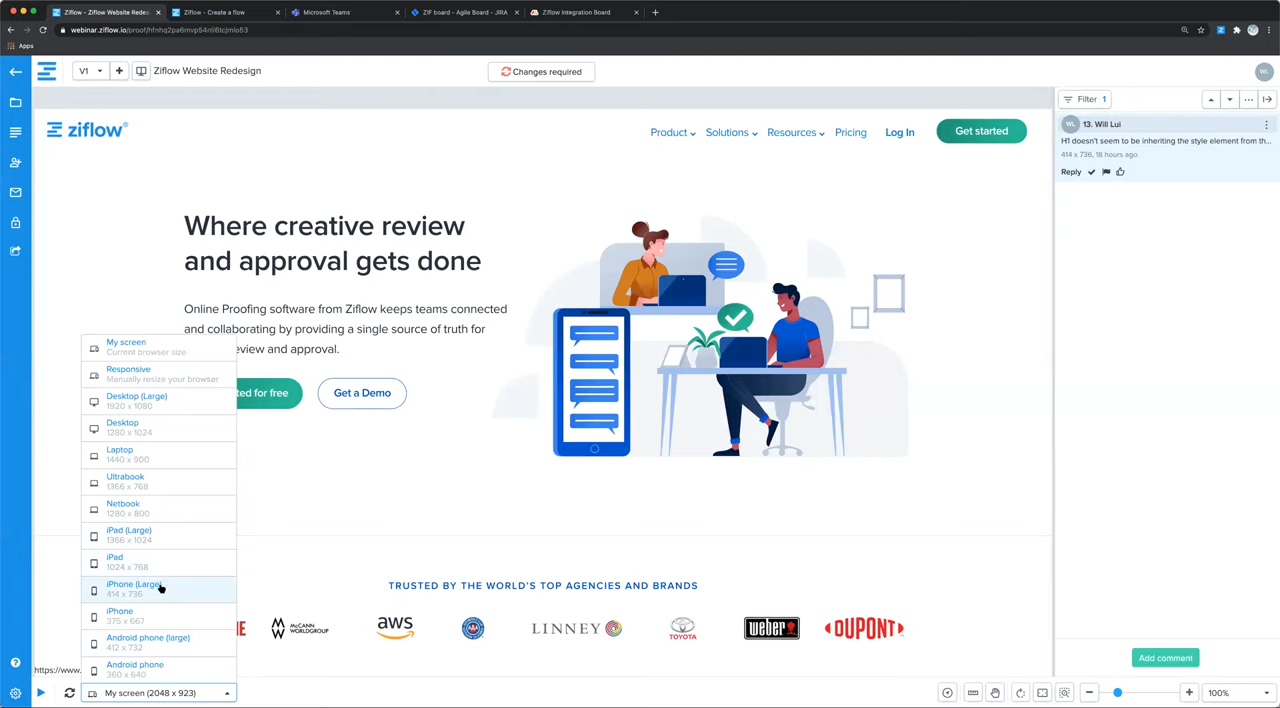 Ziflow - Ziflow Website Redes
Ziflow - Create a flow
Microsoft Teams
ZIF board - Agile Board - JIRA
Ziflow Integration Board
webinar.ziflow.io/proof/hfnhq2pa6mvp54nli6tcjmlo53
Apps
V1
Ziflow Website Redesign
Changes required
WL
Filter 1
WL 13. Will Lui
H1 doesn't seem to be inheriting the style element from th...
414 x 736, 18 hours ago
Reply
ziflow
Product
Solutions
Resources
Pricing
Log In
Get started
Where creative review
and approval gets done
Online Proofing software from Ziflow keeps teams connected
and collaborating by providing a single source of truth for
eview and approval.
ted for free
Get a Demo
My screen
Current browser size
Responsive
Manually resize your browser
Desktop (Large)
1920 x 1080
Desktop
1280 x 1024
Laptop
1440 x 900
Ultrabook
1366 x 768
Netbook
1280 x 800
iPad (Large)
1366 x 1024
iPad
1024 x 768
iPhone (Large)
414 x 736
iPhone
375 x 667
Android phone (large)
412 x 732
Android phone
360 x 640
TRUSTED BY THE WORLD'S TOP AGENCIES AND BRANDS
McCANN
WORLDGROUP
aws
LINNEY
TOYOTA
weber
DUPONT
Add comment
https://www.
My screen (2048 x 923)
100%